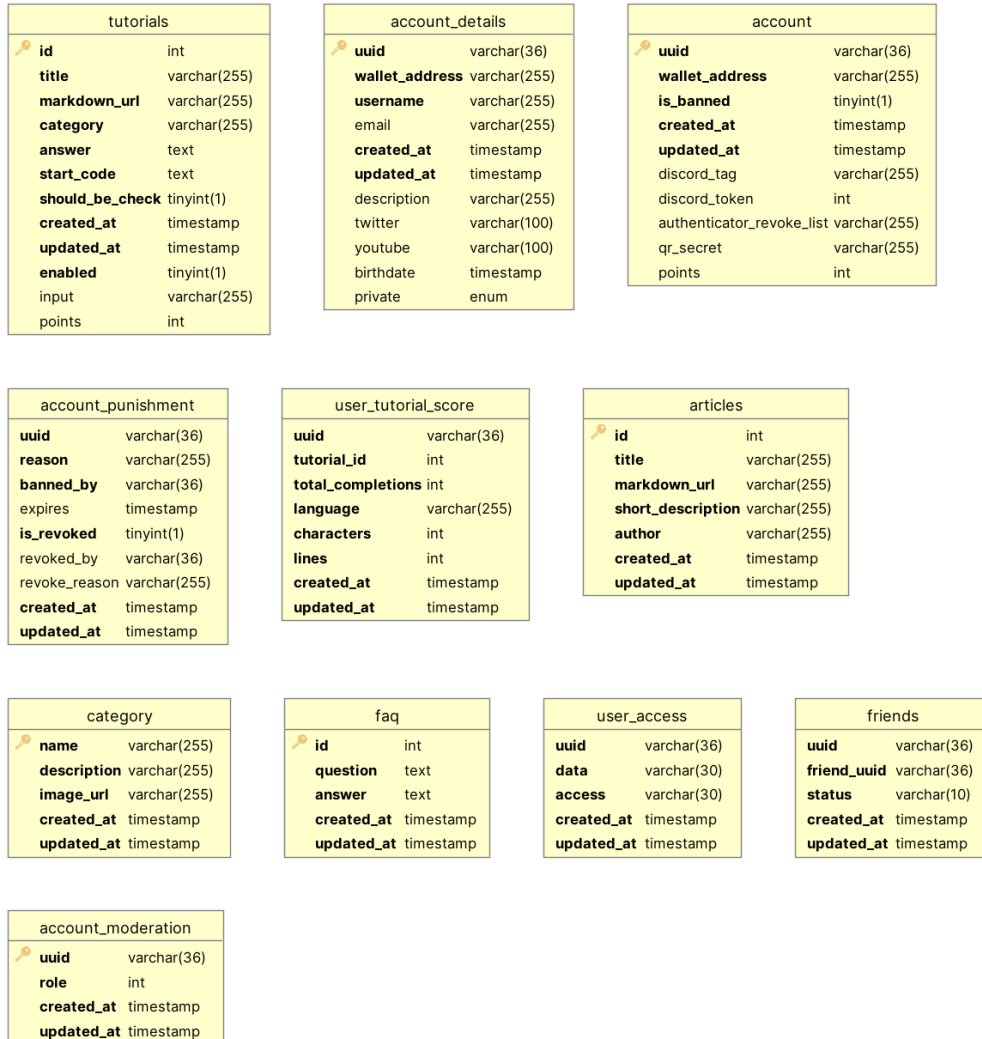 tutorials
id int
title varchar(255)
markdown_url varchar(255)
category varchar(255)
answer text
start_code text
should_be_check tinyint(1)
created_at timestamp
updated_at timestamp
enabled tinyint(1)
input varchar(255)
points int
account_details
uuid varchar(36)
wallet_address varchar(255)
username varchar(255)
email varchar(255)
created_at timestamp
updated_at timestamp
description varchar(255)
twitter varchar(100)
youtube varchar(100)
birthdate timestamp
private enum
account
uuid varchar(36)
wallet_address varchar(255)
is_banned tinyint(1)
created_at timestamp
updated_at timestamp
discord_tag varchar(255)
discord_token int
authenticator_revoke_list varchar(255)
qr_secret varchar(255)
points int
account_punishment
uuid varchar(36)
reason varchar(255)
banned_by varchar(36)
expires timestamp
is_revoked tinyint(1)
revoked_by varchar(36)
revoke_reason varchar(255)
created_at timestamp
updated_at timestamp
user_tutorial_score
uuid varchar(36)
tutorial_id int
total_completions int
language varchar(255)
characters int
lines int
created_at timestamp
updated_at timestamp
articles
id int
title varchar(255)
markdown_url varchar(255)
short_description varchar(255)
author varchar(255)
created_at timestamp
updated_at timestamp
category
name varchar(255)
description varchar(255)
image_url varchar(255)
created_at timestamp
updated_at timestamp
faq
id int
question text
answer text
created_at timestamp
updated_at timestamp
user_access
uuid varchar(36)
data varchar(30)
access varchar(30)
created_at timestamp
updated_at timestamp
friends
uuid varchar(36)
friend_uuid varchar(36)
status varchar(10)
created_at timestamp
updated_at timestamp
account_moderation
uuid varchar(36)
role int
created_at timestamp
updated_at timestamp